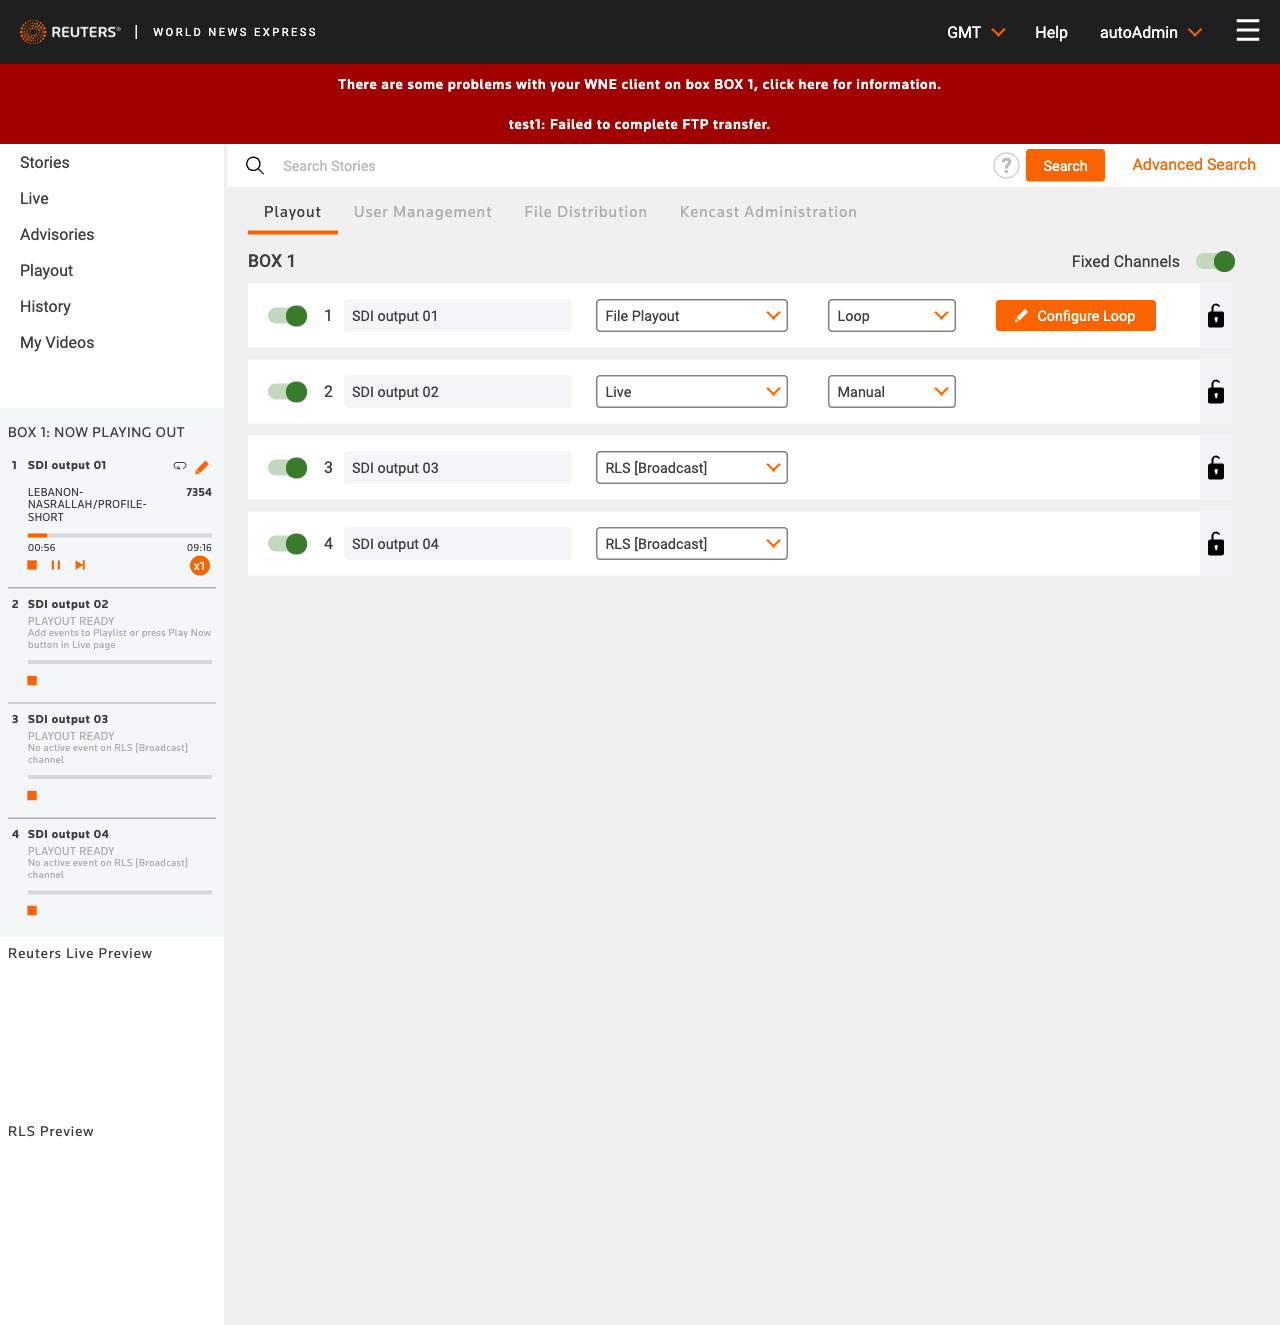 REUTERS® | WORLD NEWS EXPRESS
GMT
Help
autoAdmin
There are some problems with your WNE client on box BOX 1, click here for information.
test1: Failed to complete FTP transfer.
Stories
Live
Advisories
Playout
History
My Videos
Search Stories
?
Search
Advanced Search
Playout
User Management
File Distribution
Kencast Administration
BOX 1
Fixed Channels
1
SDI output 01
File Playout
Loop
Configure Loop
2
SDI output 02
Live
Manual
3
SDI output 03
RLS [Broadcast]
4
SDI output 04
RLS [Broadcast]
BOX 1: NOW PLAYING OUT
1 SDI output 01
LEBANON- 7354
NASRALLAH/PROFILE-
SHORT
00:56 09:16
x1
2 SDI output 02
PLAYOUT READY
Add events to Playlist or press Play Now
button in Live page
3 SDI output 03
PLAYOUT READY
No active event on RLS [Broadcast]
channel
4 SDI output 04
PLAYOUT READY
No active event on RLS [Broadcast]
channel
Reuters Live Preview
RLS Preview